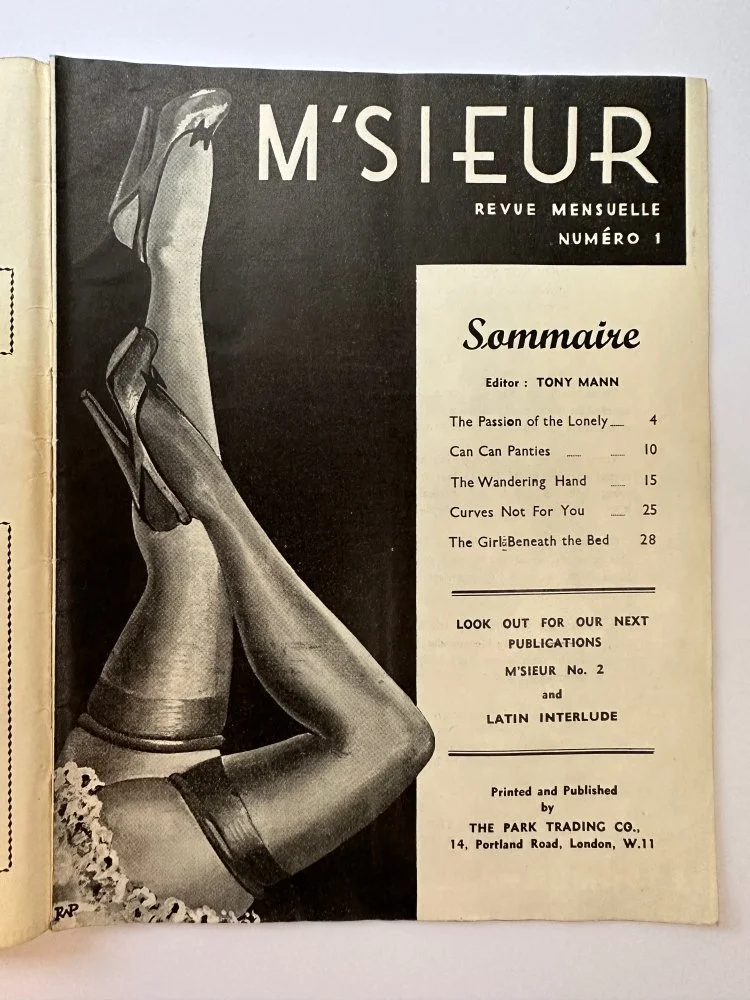 M'SIEUR
REVUE MENSUELLE
NUMÉRO 1
Sommaire
Editor : TONY MANN
The Passion of the Lonely 4
Can Can Panties 10
The Wandering Hand 15
Curves Not For You 25
The Girl Beneath the Bed 28
LOOK OUT FOR OUR NEXT
PUBLICATIONS
M'SIEUR No. 2
and
LATIN INTERLUDE
Printed and Published
by
THE PARK TRADING CO.,
14, Portland Road, London, W.11